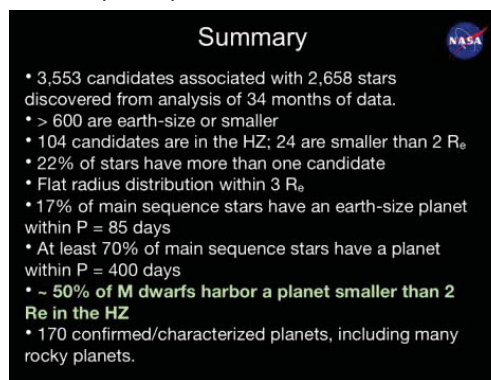 Summary
NASA
• 3,553 candidates associated with 2,658 stars
discovered from analysis of 34 months of data.
• > 600 are earth-size or smaller
• 104 candidates are in the HZ; 24 are smaller than 2 Rₑ
• 22% of stars have more than one candidate
• Flat radius distribution within 3 Rₑ
• 17% of main sequence stars have an earth-size planet
within P = 85 days
• At least 70% of main sequence stars have a planet
within P = 400 days
• ~ 50% of M dwarfs harbor a planet smaller than 2
Re in the HZ
• 170 confirmed/characterized planets, including many
rocky planets.